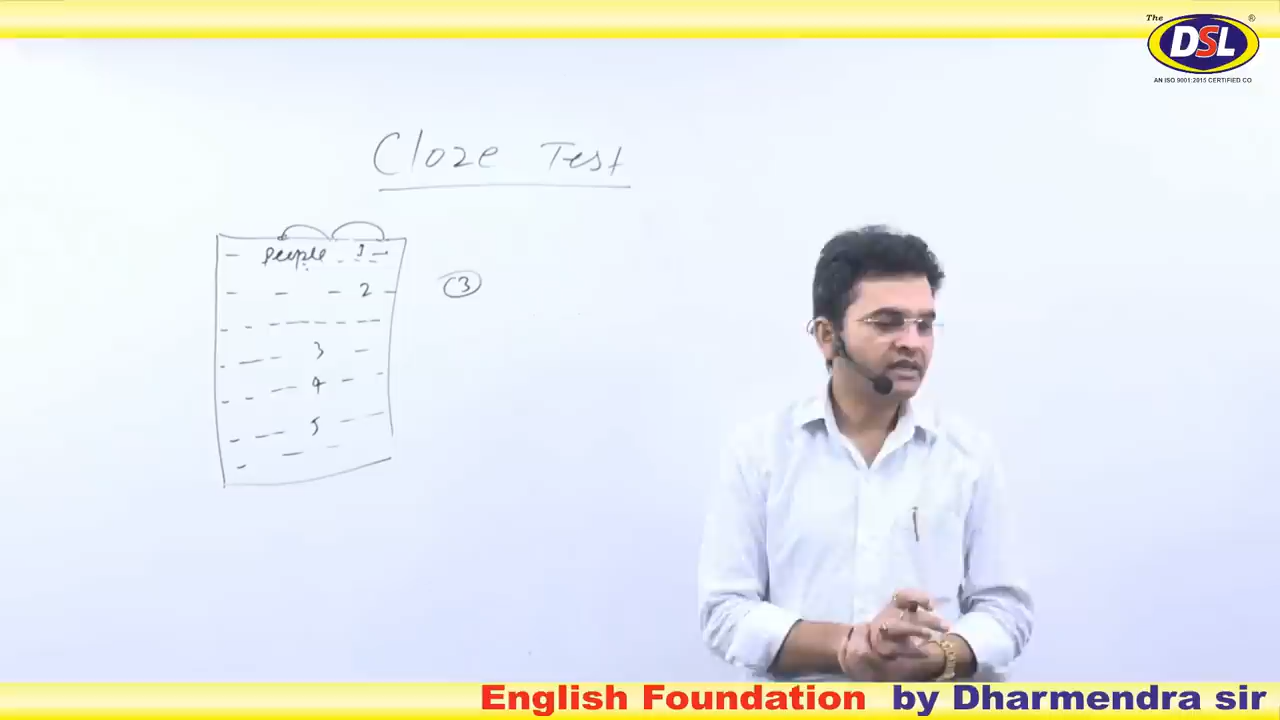 The
®
DSL
AN ISO 9001:2015 CERTIFIED CO
Cloze Test
people 1
2
3
3
4
5
English Foundation by Dharmendra sir